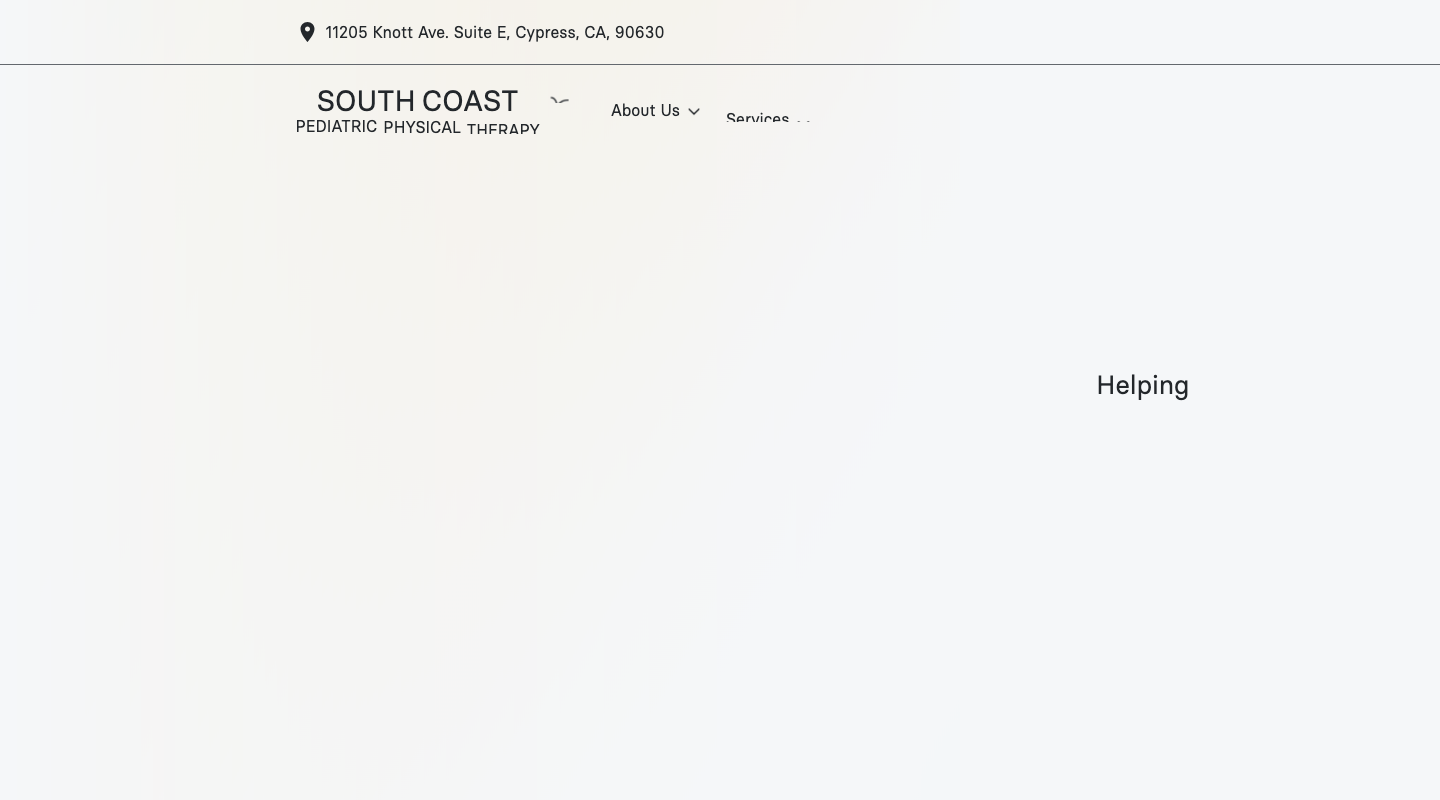 11205 Knott Ave. Suite E, Cypress, CA, 90630
SOUTH COAST
PEDIATRIC PHYSICAL THERAPY
About Us
Services
Helping